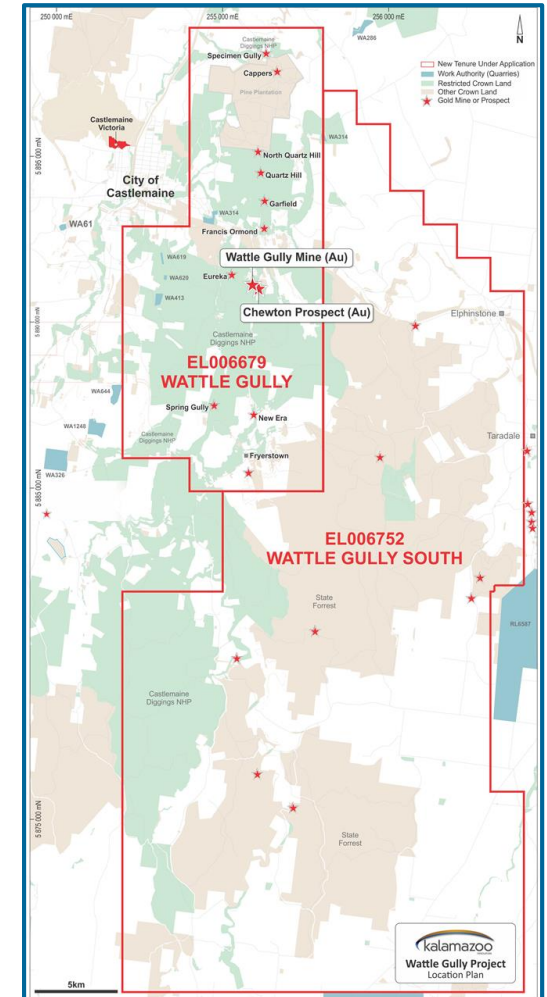 250 000 mE
255 000 mE
256 000 mE
N
WA286
Castlemaine
Diggings NHP
Specimen Gully
Cappers
Pine Plantation
New Tenure Under Application
Work Authority (Quarries)
Restricted Crown Land
Other Crown Land
Gold Mine or Prospect
Castlemaine
Victoria
WA314
5 895 000 mN
North Quartz Hill
City of
Castlemaine
Quartz Hill
Garfield
WA314
WA61
Francis Ormond
WA619
Wattle Gully Mine (Au)
WA629
Eureka
WA413
Chewton Prospect (Au)
Elphinstone
5 890 000 mN
Castlemaine
Diggings NHP
EL006679
WATTLE GULLY
WA644
Spring Gully
New Era
WA1248
Castlemaine
Diggings NHP
Taradale
Fryerstown
WA326
5 885 000 mN
EL006752
WATTLE GULLY SOUTH
State
Forrest
RL6587
Castlemaine
Diggings NHP
5 875 000 mN
State
Forrest
kalamazoo
Wattle Gully Project
Location Plan
5km